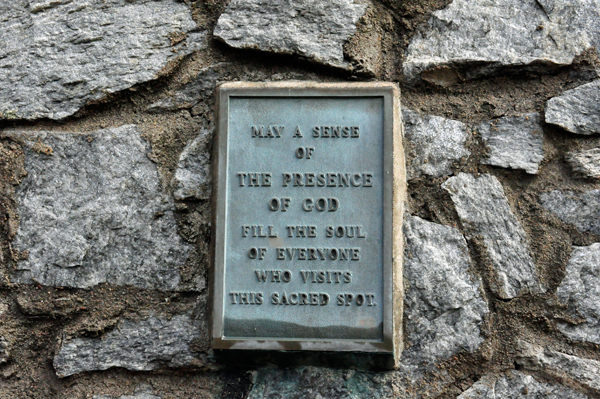 MAY A SENSE
OF
THE PRESENCE
OF GOD
FILL THE SOUL
OF EVERYONE
WHO VISITS
THIS SACRED SPOT.